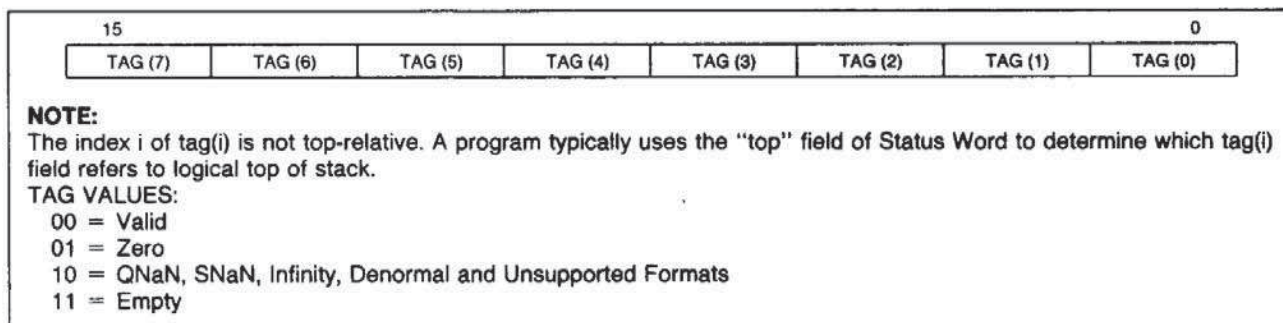 15 0
TAG (7) TAG (6) TAG (5) TAG (4) TAG (3) TAG (2) TAG (1) TAG (0)
NOTE:
The index i of tag(i) is not top-relative. A program typically uses the "top" field of Status Word to determine which tag(i)
field refers to logical top of stack.
TAG VALUES:
00 = Valid
01 = Zero
10 = QNaN, SNaN, Infinity, Denormal and Unsupported Formats
11 = Empty